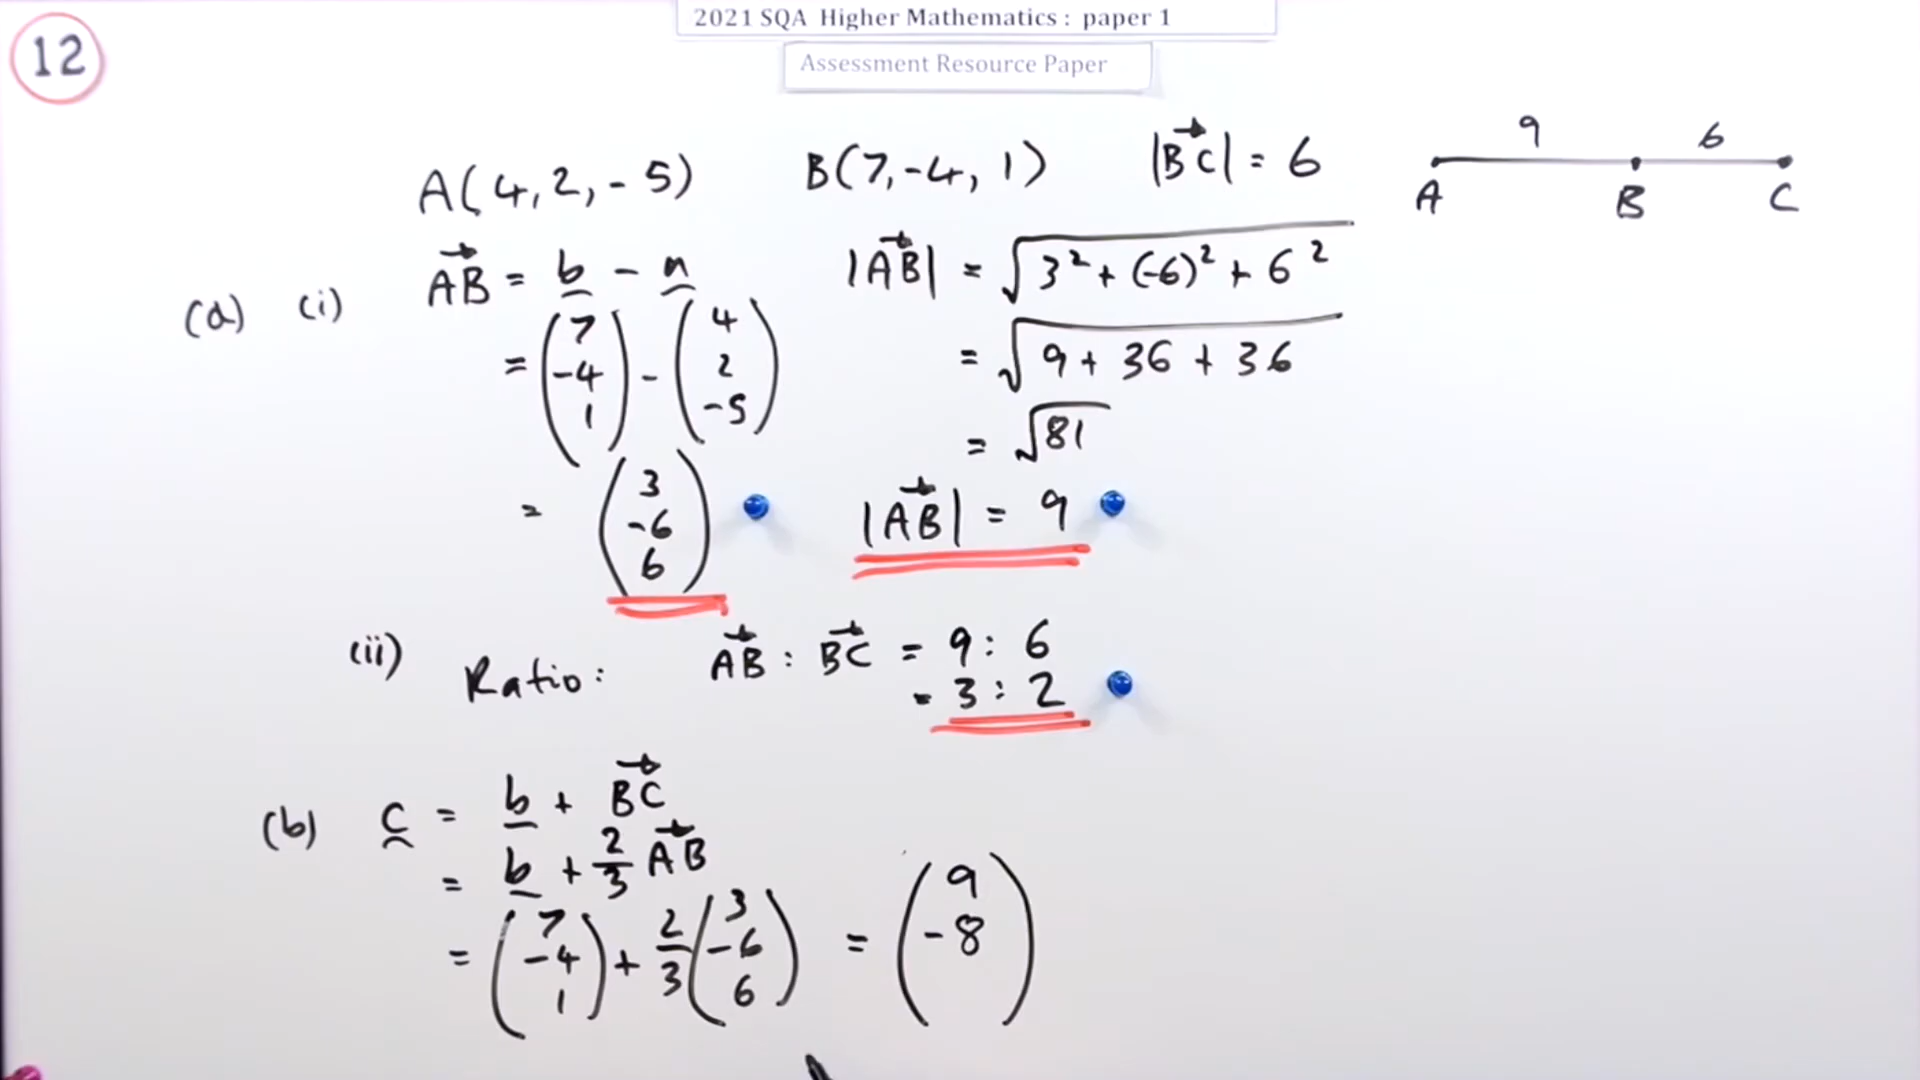 2021 SQA Higher Mathematics : paper 1
Assessment Resource Paper
12
A(4, 2, -5) B(7, -4, 1) |BC→| = 6
9 6
A B C
(a) (i) AB→ = b - a |AB→| = √(3² + (-6)² + 6²)
= (7 -4 1) - (4 2 -5) = √(9 + 36 + 36)
= √81
= (3 -6 6) |AB→| = 9
(ii) Ratio: AB→ : BC→ = 9 : 6
= 3 : 2
(b) c = b + BC→
= b + 2/3 AB→
= (7 -4 1) + 2/3 (3 -6 6) = (9 -8